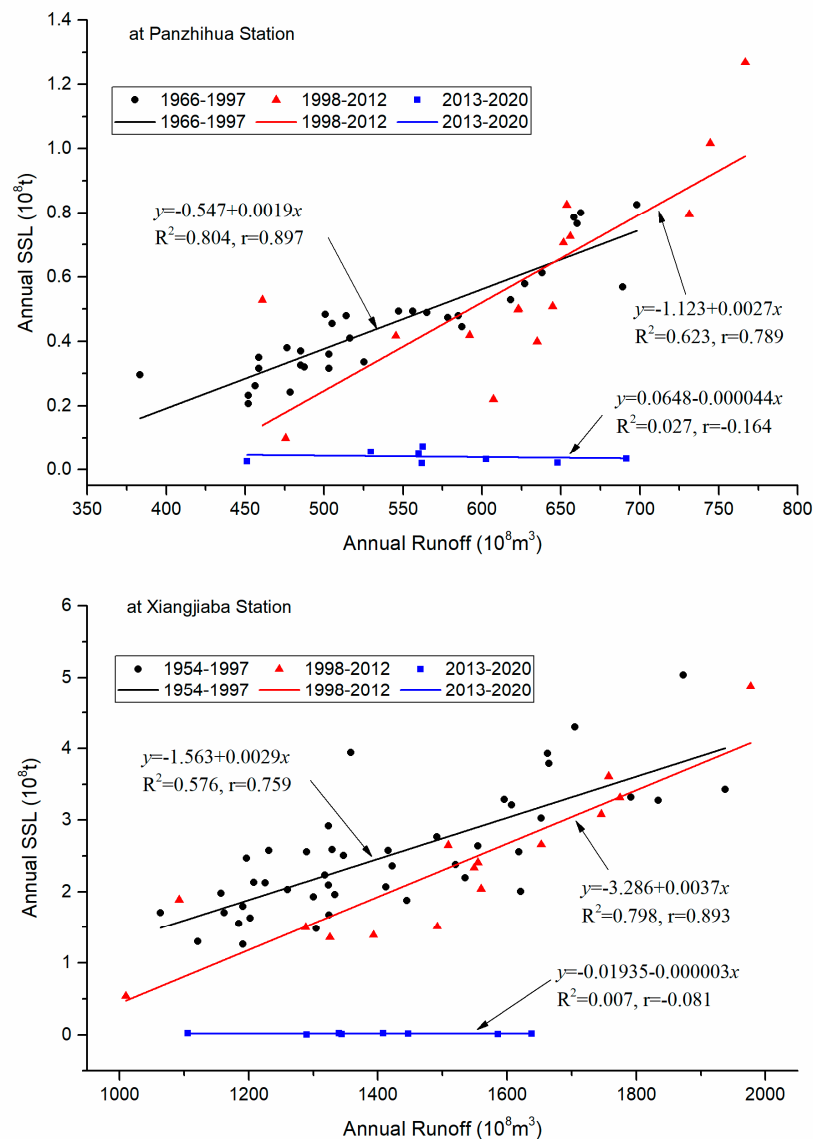 at Panzhihua Station
1966-1997 1998-2012 2013-2020
1966-1997 1998-2012 2013-2020
y=-0.547+0.0019x
R²=0.804, r=0.897
y=-1.123+0.0027x
R²=0.623, r=0.789
y=0.0648-0.000044x
R²=0.027, r=-0.164
Annual SSL (10⁸t)
1.4
1.2
1.0
0.8
0.6
0.4
0.2
0.0
350 400 450 500 550 600 650 700 750 800
Annual Runoff (10⁸m³)
at Xiangjiaba Station
1954-1997 1998-2012 2013-2020
1954-1997 1998-2012 2013-2020
y=-1.563+0.0029x
R²=0.576, r=0.759
y=-3.286+0.0037x
R²=0.798, r=0.893
y=-0.01935-0.000003x
R²=0.007, r=-0.081
Annual SSL (10⁸t)
6
5
4
3
2
1
0
1000 1200 1400 1600 1800 2000
Annual Runoff (10⁸m³)